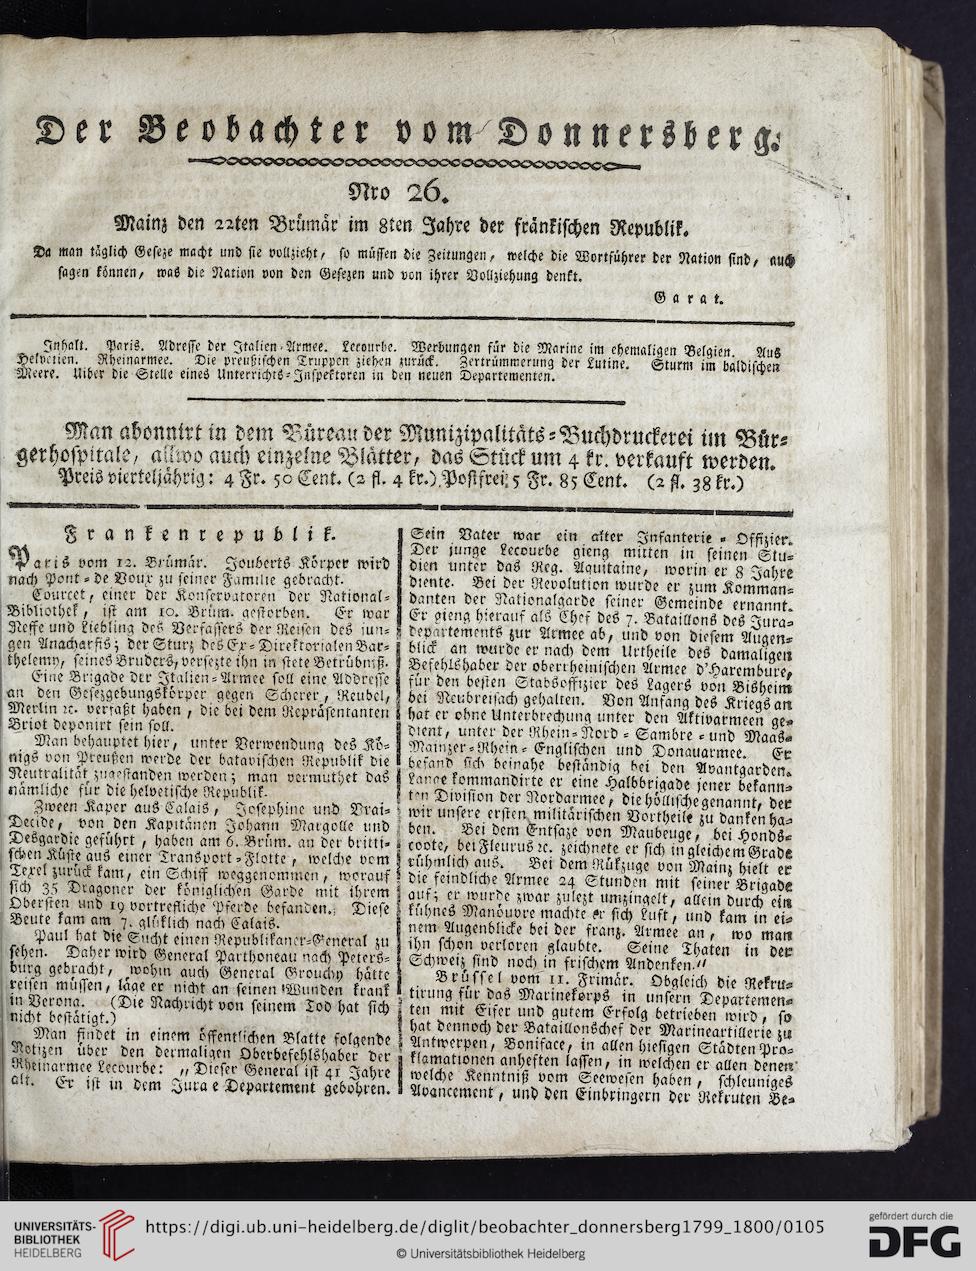 Der Beobachter vom Donnersberg.
Nro 26.
Mainz den 22ten Brümär im 8ten Jahre der fränkischen Republik.
Da man täglich Geseze macht und sie vollzieht, so müssen die Zeitungen, welche die Wortführer der Nation sind, auch
sagen können, was die Nation von den Gesezen und von ihrer Vollziehung denkt.
Garat.
Inhalt. Paris. Adresse der Italien-Armee. Lecourbe. Werbungen für die Marine im ehemaligen Belgien. Aus
Helvetien. Rheinarmee. Die preußischen Truppen ziehen zurück. Zertrümmerung der Lutine. Sturm im baldischen
Meere. Uiber die Stelle eines Unterrichts-Inspektoren in den neuen Departementen.
Man abonnirt in dem Büreau der Munizipalitäts-Buchdruckerei im Bür-
gerhospitale, allwo auch einzelne Blätter, das Stück um 4 kr. verkauft werden.
Preis vierteljährig: 4 Fr. 50 Cent. (2 fl. 4 kr.) Postfrei 5 Fr. 85 Cent. (2 fl. 38 kr.)
Frankenrepublik.
Paris vom 12. Brümär. Jouberts Körper wird
nach Pont-de Voux zu seiner Familie gebracht.
Courcet, einer der Konservatoren der National-
Bibliothek, ist am 10. Brüm. gestorben. Er war
Neffe und Liebling des Verfassers der Reisen des jun-
gen Anacharsis; der Sturz des Ex-Direktorialen Bar-
thelemy, seines Bruders, versezte ihn in stete Betrübniß.
Eine Brigade der Italien-Armee soll eine Addresse
an den Gesezgebungskörper gegen Scherer, Reubel,
Merlin ꝛc. verfaßt haben, die bei dem Repräsentanten
Briot deponirt sein soll.
Man behauptet hier, unter Verwendung des Kö-
nigs von Preußen werde der batavischen Republik die
Neutralität zugestanden werden; man vermuthet das
nämliche für die helvetische Republik.
Zween Kaper aus Calais, Josephine und Vrai-
Decide, von den Kapitänen Johann Margolle und
Desgardie geführt, haben am 6. Brüm. an der britti-
schen Küste aus einer Transport-Flotte, welche vom
Texel zurück kam, ein Schiff weggenommen, worauf
sich 35 Dragoner der königlichen Garde mit ihrem
Obersten und 19 vortrefliche Pferde befanden. Diese
Beute kam am 7. glüklich nach Calais.
Paul hat die Sucht einen Republikaner-General zu
sehen. Daher wird General Parthoneau nach Peters-
burg gebracht, wohin auch General Grouchy hätte
reisen müssen, läge er nicht an seinen Wunden krank
in Verona. (Die Nachricht von seinem Tod hat sich
nicht bestätigt.)
Man findet in einem öffentlichen Blatte folgende
Notizen über den dermaligen Oberbefehlshaber der
Rheinarmee Lecourbe: „Dieser General ist 41 Jahre
alt. Er ist in dem Jura e Departement gebohren.
Sein Vater war ein alter Infanterie-Offizier.
Der junge Lecourbe gieng mitten in seinen Stu-
dien unter das Reg. Aquitaine, worin er 8 Jahre
diente. Bei der Revolution wurde er zum Komman-
danten der Nationalgarde seiner Gemeinde ernannt.
Er gieng hierauf als Chef des 7. Bataillons des Jura-
departements zur Armee ab, und von diesem Augen-
blick an wurde er nach dem Urtheile des damaligen
Befehlshaber der oberrheinischen Armee d'Harembure,
für den besten Stabsoffizier des Lagers von Bisheim
bei Neubreisach gehalten. Von Anfang des Kriegs an
hat er ohne Unterbrechung unter den Aktivarmeen ge-
dient, unter der Rhein-Nord-Sambre-und Maas-
Mainzer-Rhein-Englischen und Donauarmee. Er
befand sich beinahe beständig bei den Avantgarden.
Lange kommandirte er eine Halbbrigade jener bekann-
ten Division der Nordarmee, die höllische genannt, der
wir unsere ersten militärischen Vortheile zu danken ha-
ben. Bei dem Entsaze von Maubeuge, bei Honds-
coote, bei Fleurus ꝛc. zeichnete er sich in gleichem Grade
rühmlich aus. Bei dem Rükzuge von Mainz hielt er
die feindliche Armee 24 Stunden mit seiner Brigade
auf; er wurde zwar zulezt umzingelt, allein durch ein
kühnes Manöuvre machte er sich Luft, und kam in ei-
nem Augenblicke bei der franz. Armee an, wo man
ihn schon verloren glaubte. Seine Thaten in der
Schweiz sind noch in frischem Andenken.“
Brüssel vom 11. Frimär. Obgleich die Rekru-
tirung für das Marinekorps in unsern Departemen-
ten mit Eifer und gutem Erfolg betrieben wird, so
hat dennoch der Bataillonschef der Marineartillerie zu
Antwerpen, Boniface, in allen hiesigen Städten Pro-
klamationen anheften lassen, in welchen er allen denen
welche Kenntniß vom Seewesen haben, schleuniges
Avancement, und den Einbringern der Rekruten Be-
UNIVERSITÄTS-
BIBLIOTHEK
HEIDELBERG
https://digi.ub.uni-heidelberg.de/diglit/beobachter_donnersberg1799_1800/0105
© Universitätsbibliothek Heidelberg
gefördert durch die
DFG